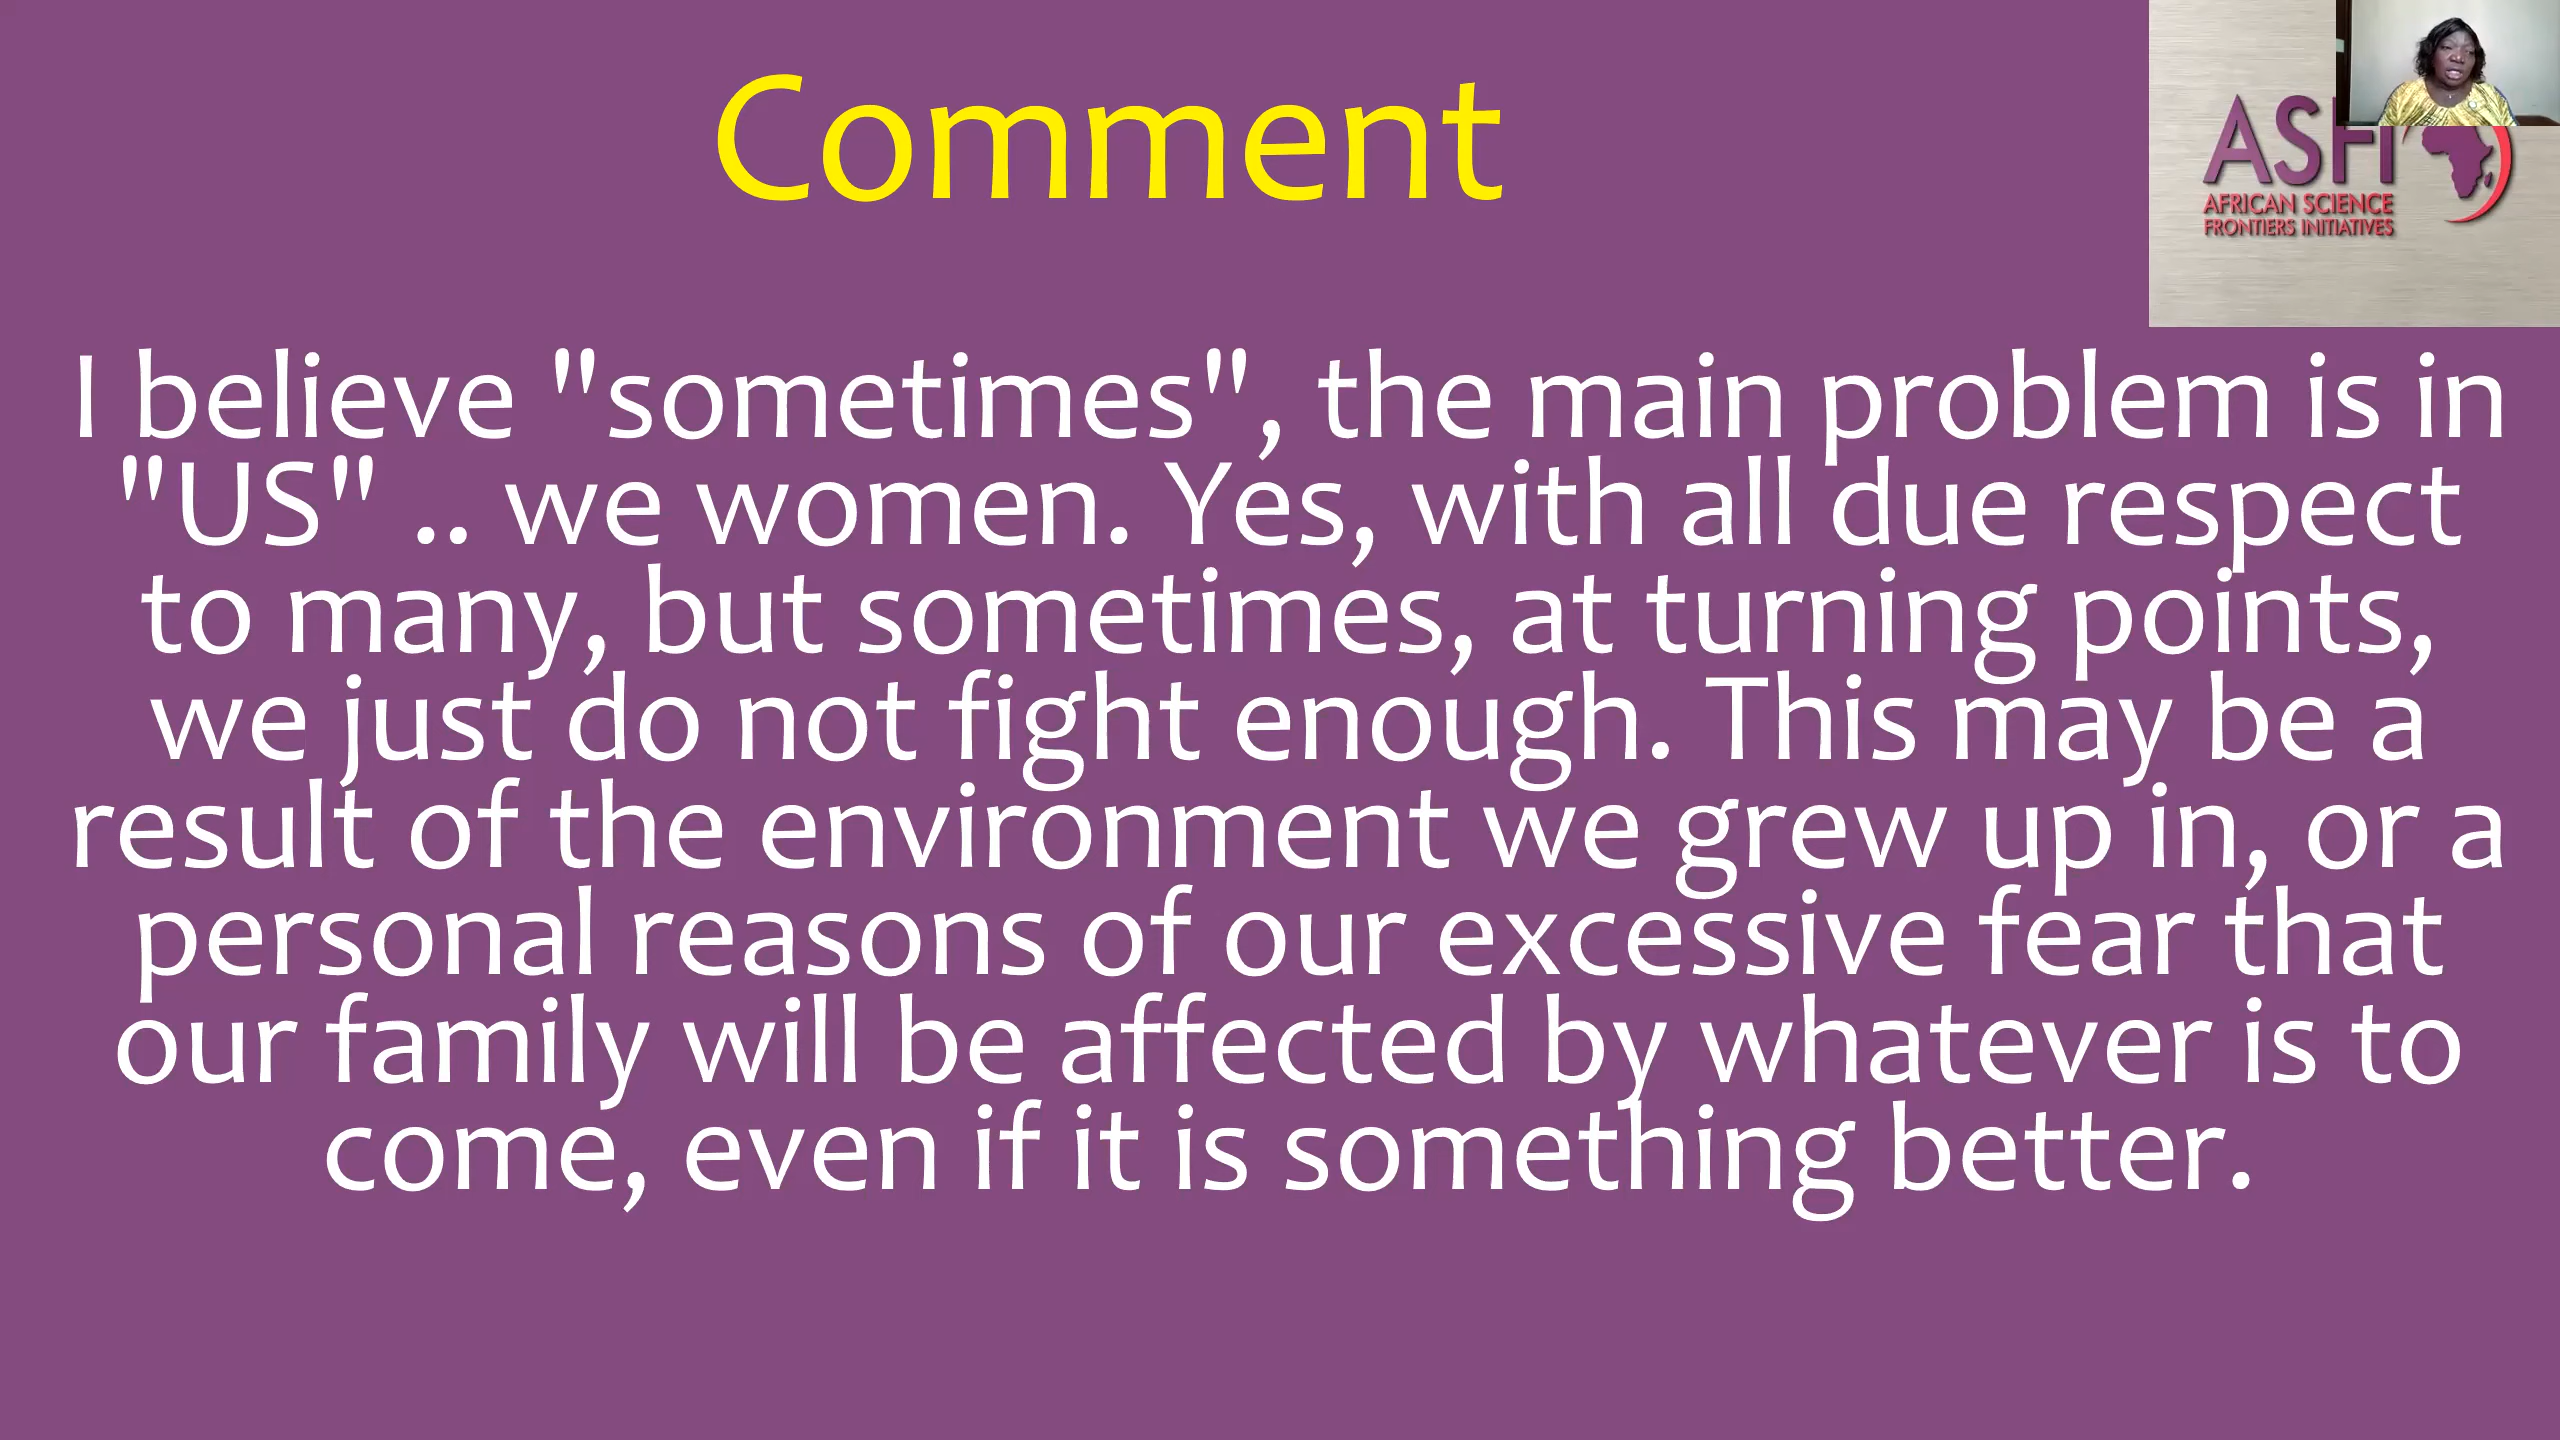 Comment
ASFI
AFRICAN SCIENCE
FRONTIERS INITIATIVES
I believe "sometimes", the main problem is in
"US" .. we women. Yes, with all due respect
to many, but sometimes, at turning points,
we just do not fight enough. This may be a
result of the environment we grew up in, or a
personal reasons of our excessive fear that
our family will be affected by whatever is to
come, even if it is something better.